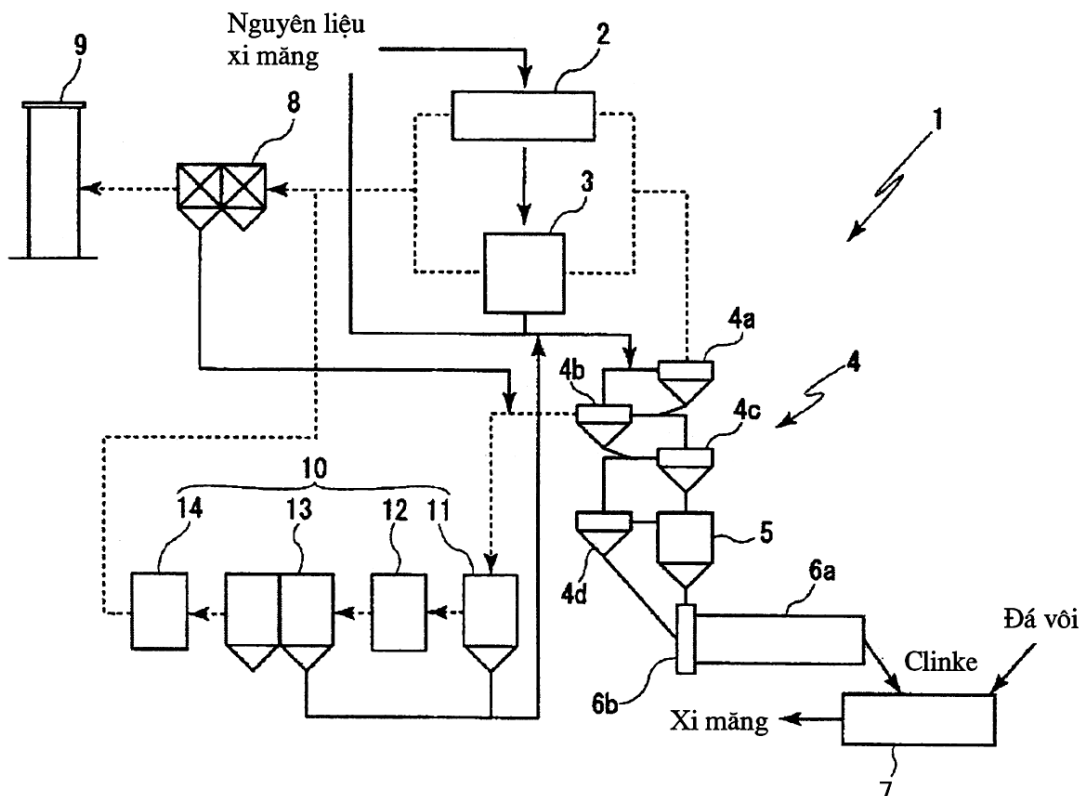 Nguyên liệu
xi măng
2
9
8
1
3
4a
4b
4
4c
10
14
13
12
11
5
4d
6a
Đá vôi
Clinke
6b
Xi măng
7